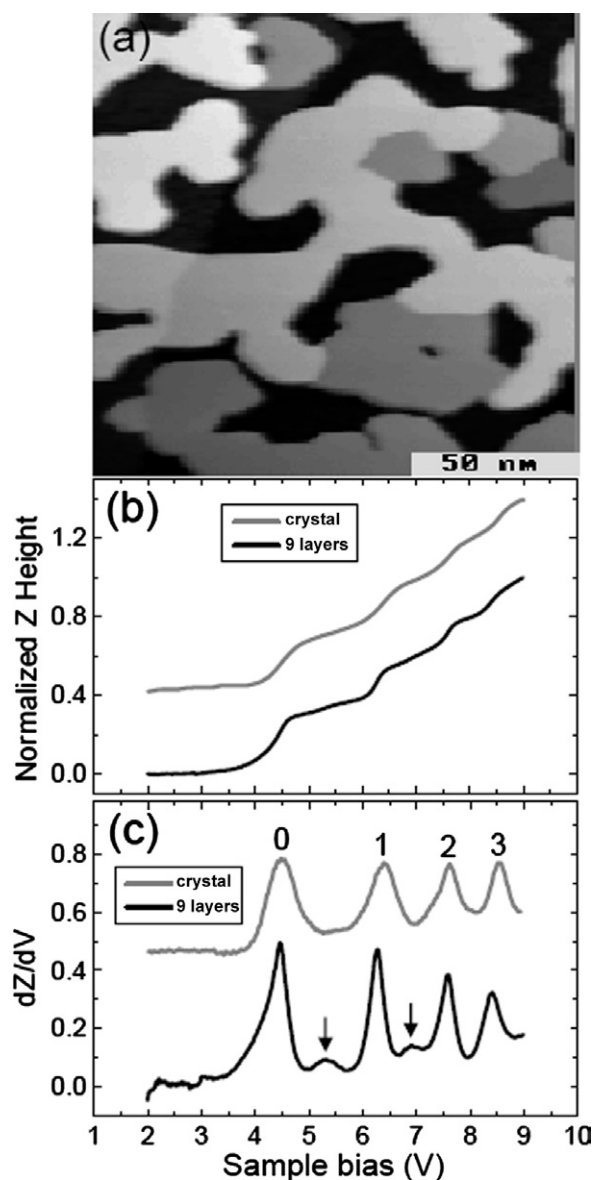 (a)
50 nm
(b)
crystal
9 layers
Normalized Z Height
1.2
0.8
0.4
0.0
(c)
0 1 2 3
crystal
9 layers
dZ/dV
0.8
0.6
0.4
0.2
0.0
1 2 3 4 5 6 7 8 9 10
Sample bias (V)